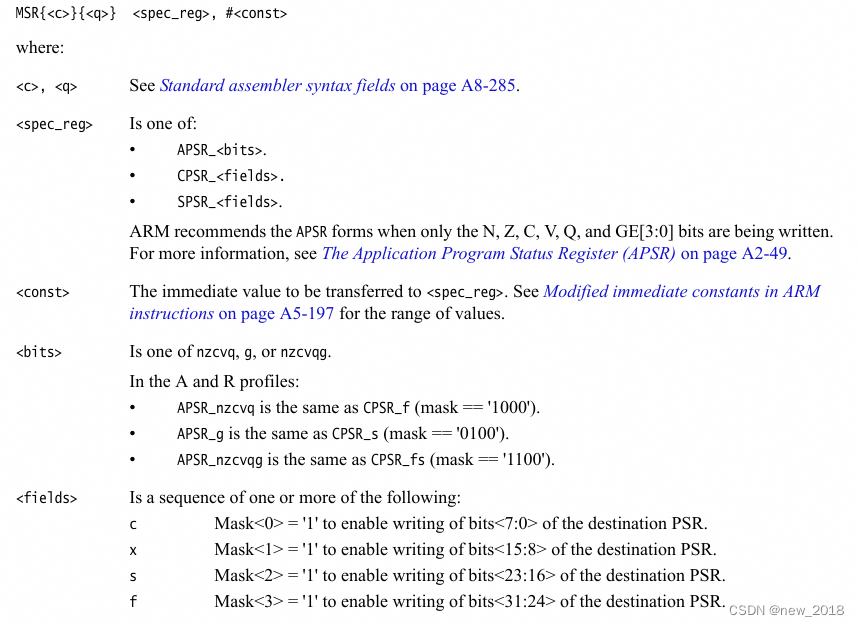 MSR{<c>}{<q>} <spec_reg>, #<const>
where:
<c>, <q> See Standard assembler syntax fields on page A8-285.
<spec_reg> Is one of:
• APSR_<bits>.
• CPSR_<fields>.
• SPSR_<fields>.
ARM recommends the APSR forms when only the N, Z, C, V, Q, and GE[3:0] bits are being written.
For more information, see The Application Program Status Register (APSR) on page A2-49.
<const> The immediate value to be transferred to <spec_reg>. See Modified immediate constants in ARM
instructions on page A5-197 for the range of values.
<bits> Is one of nzcvq, g, or nzcvqg.
In the A and R profiles:
• APSR_nzcvq is the same as CPSR_f (mask == '1000').
• APSR_g is the same as CPSR_s (mask == '0100').
• APSR_nzcvqg is the same as CPSR_fs (mask == '1100').
<fields> Is a sequence of one or more of the following:
c Mask<0> = '1' to enable writing of bits<7:0> of the destination PSR.
x Mask<1> = '1' to enable writing of bits<15:8> of the destination PSR.
s Mask<2> = '1' to enable writing of bits<23:16> of the destination PSR.
f Mask<3> = '1' to enable writing of bits<31:24> of the destination PSR.
CSDN @new_2018